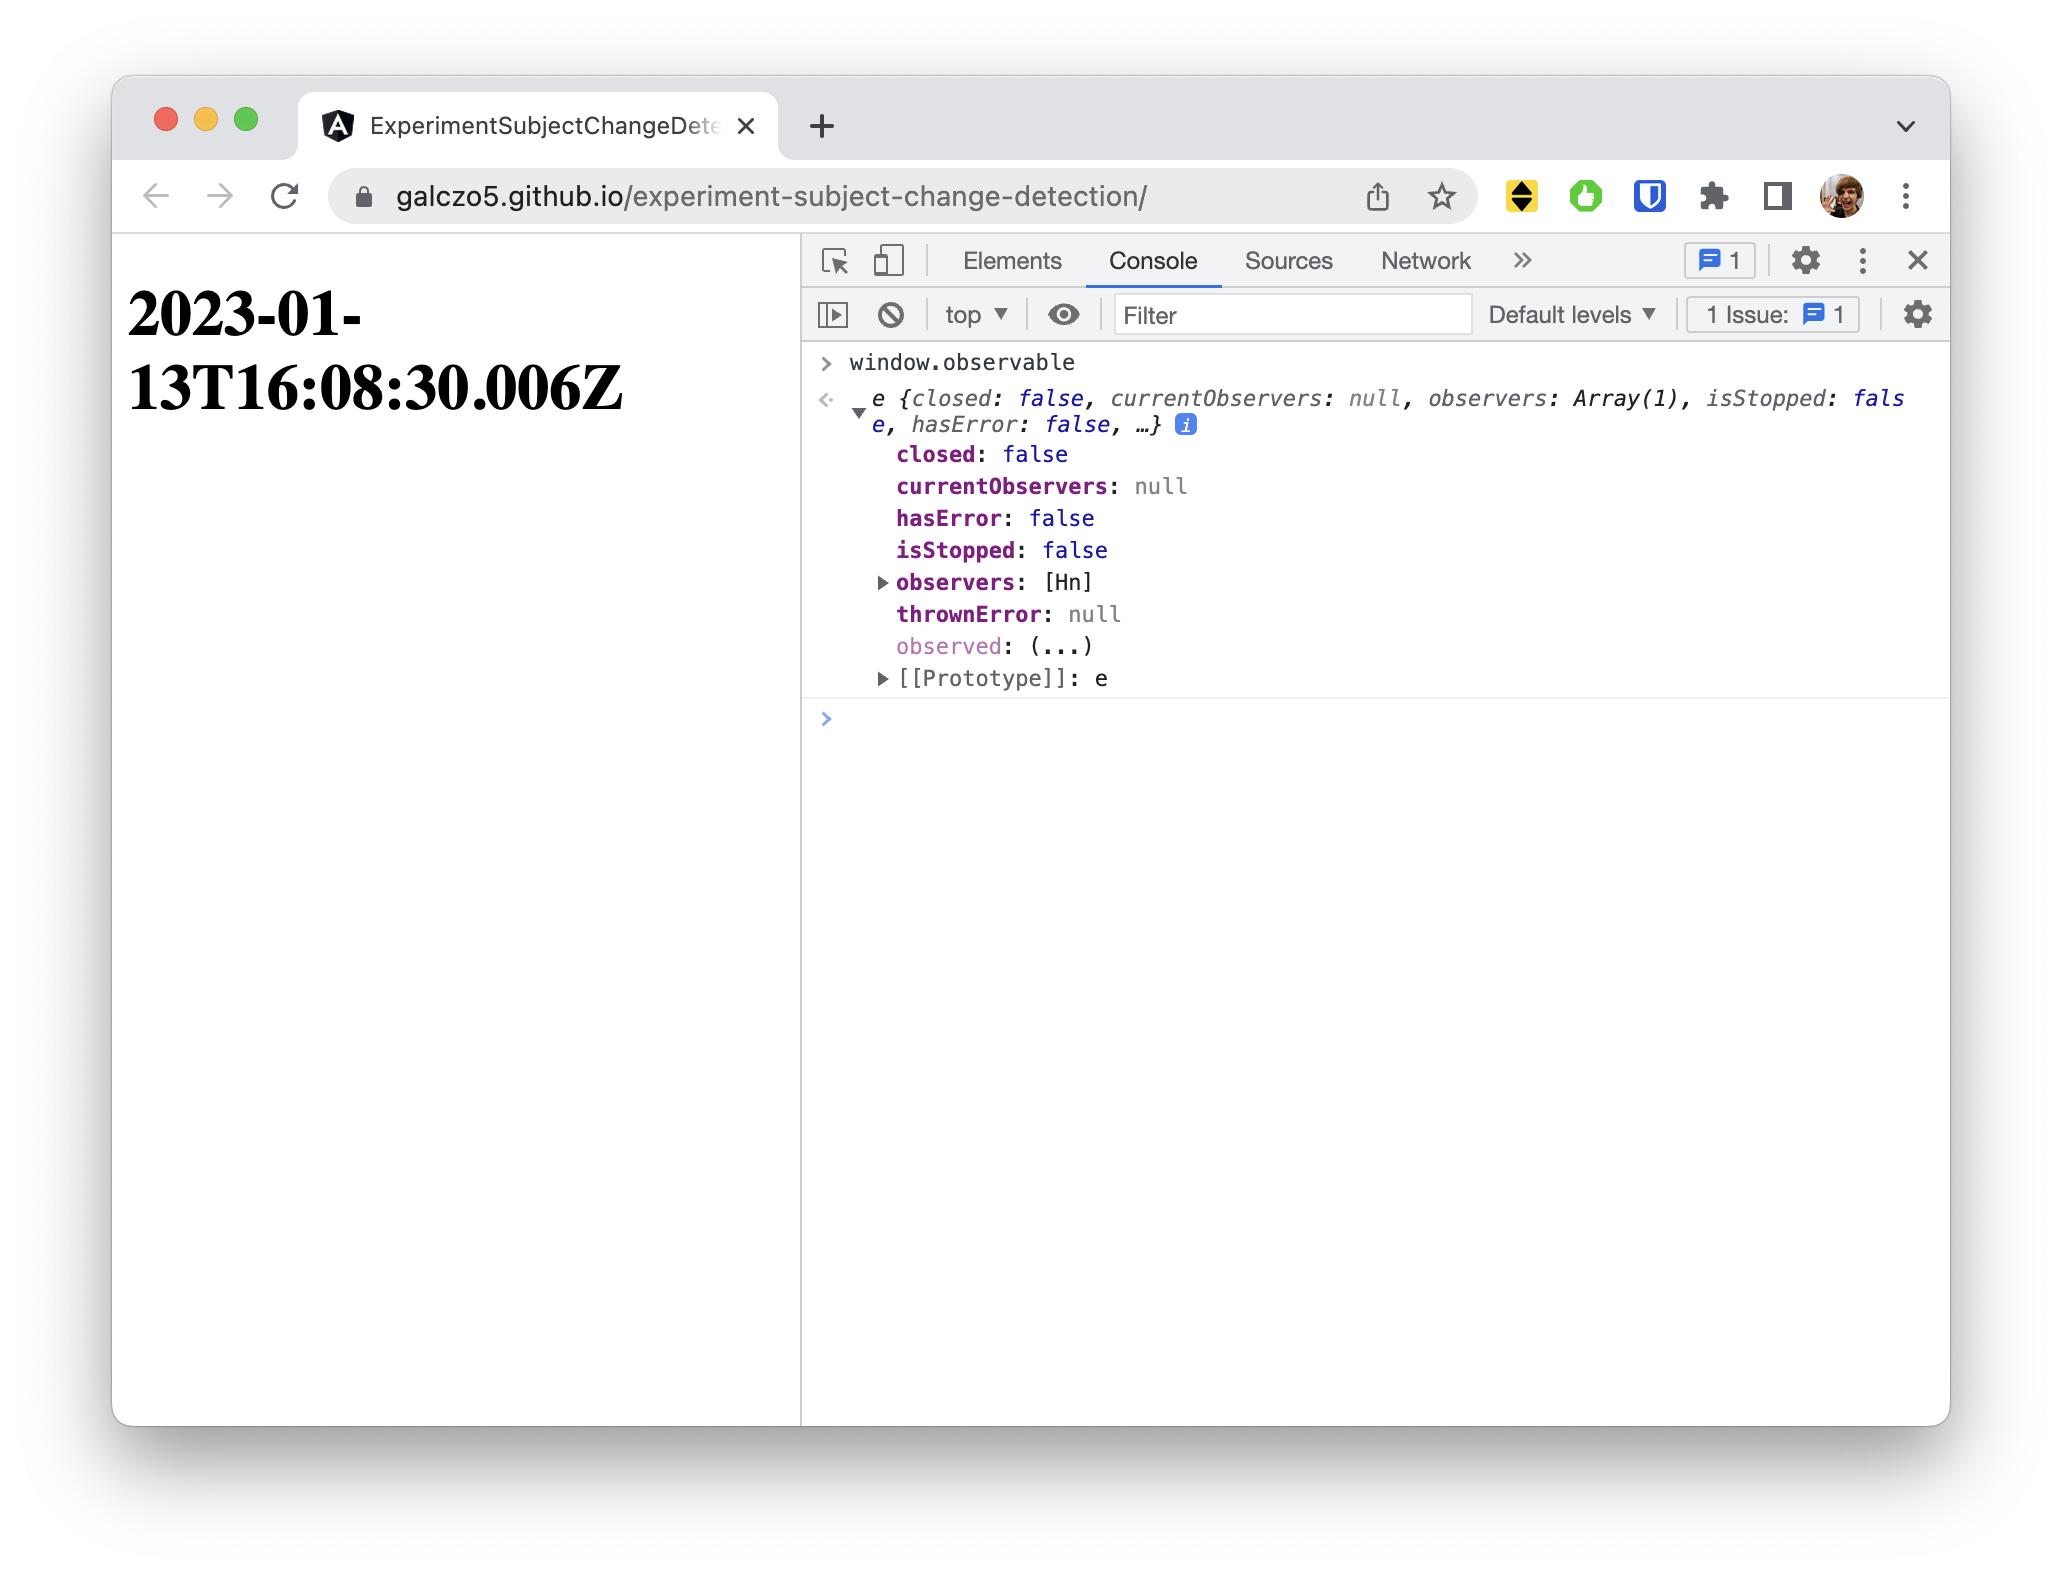 ExperimentSubjectChangeDete
galczo5.github.io/experiment-subject-change-detection/
2023-01-
13T16:08:30.006Z
Elements Console Sources Network 1
top Filter Default levels 1 Issue: 1
window.observable
e {closed: false, currentObservers: null, observers: Array(1), isStopped: fals
e, hasError: false, …} i
closed: false
currentObservers: null
hasError: false
isStopped: false
observers: [Hn]
thrownError: null
observed: (...)
[[Prototype]]: e